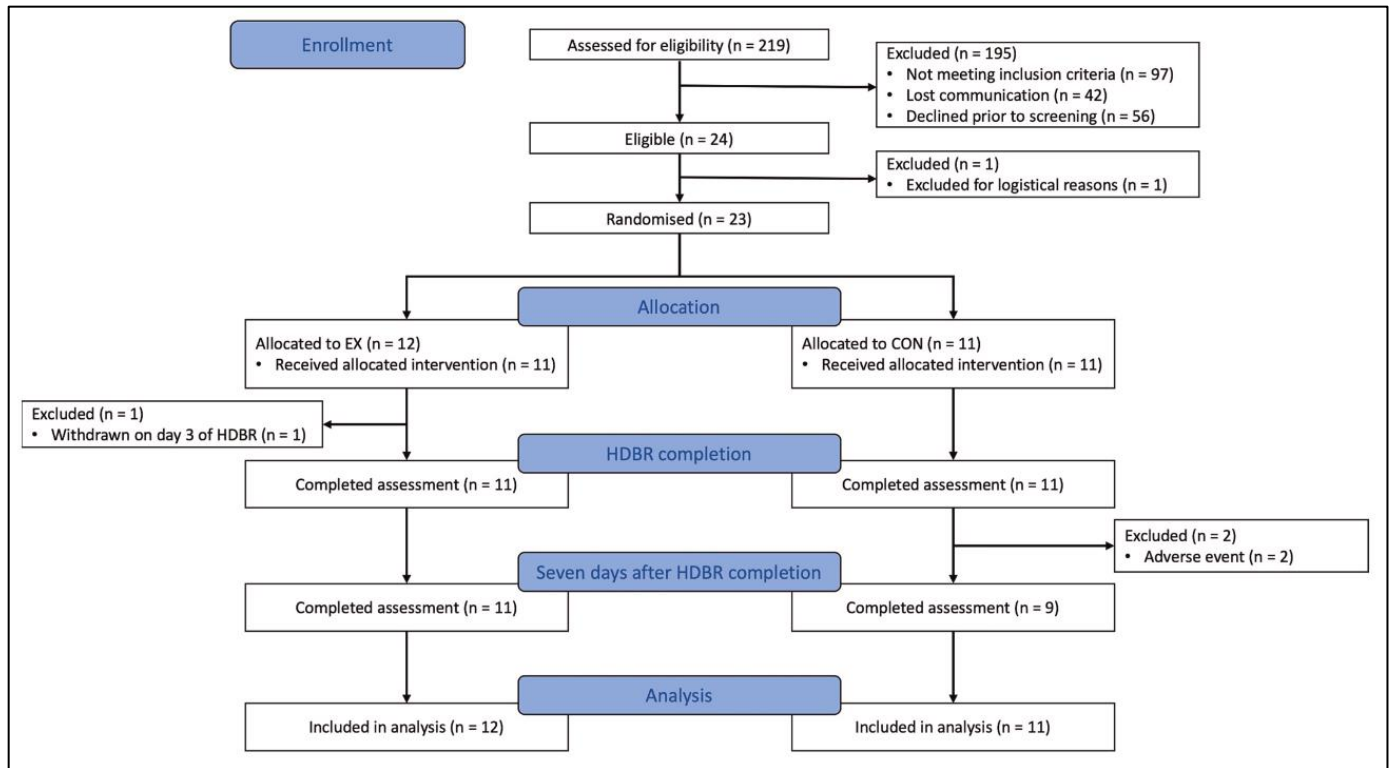 Enrollment
Assessed for eligibility (n = 219)
Excluded (n = 195)
• Not meeting inclusion criteria (n = 97)
• Lost communication (n = 42)
• Declined prior to screening (n = 56)
Eligible (n = 24)
Excluded (n = 1)
• Excluded for logistical reasons (n = 1)
Randomised (n = 23)
Allocation
Allocated to EX (n = 12)
• Received allocated intervention (n = 11)
Allocated to CON (n = 11)
• Received allocated intervention (n = 11)
Excluded (n = 1)
• Withdrawn on day 3 of HDBR (n = 1)
HDBR completion
Completed assessment (n = 11)
Completed assessment (n = 11)
Excluded (n = 2)
• Adverse event (n = 2)
Seven days after HDBR completion
Completed assessment (n = 11)
Completed assessment (n = 9)
Analysis
Included in analysis (n = 12)
Included in analysis (n = 11)